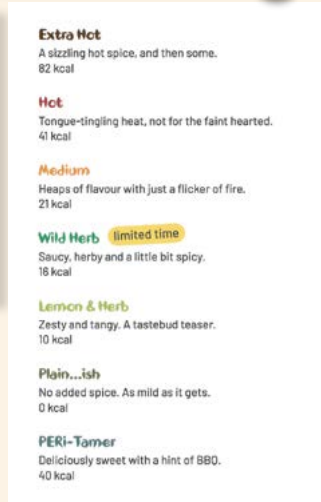 Extra Hot
A sizzling hot spice, and then some.
82 kcal
Hot
Tongue-tingling heat, not for the faint hearted.
41 kcal
Medium
Heaps of flavour with just a flicker of fire.
21 kcal
Wild Herb limited time
Saucy, herby and a little bit spicy.
16 kcal
Lemon & Herb
Zesty and tangy. A tastebud teaser.
10 kcal
Plain...ish
No added spice. As mild as it gets.
0 kcal
PERi-Tamer
Deliciously sweet with a hint of BBQ.
40 kcal